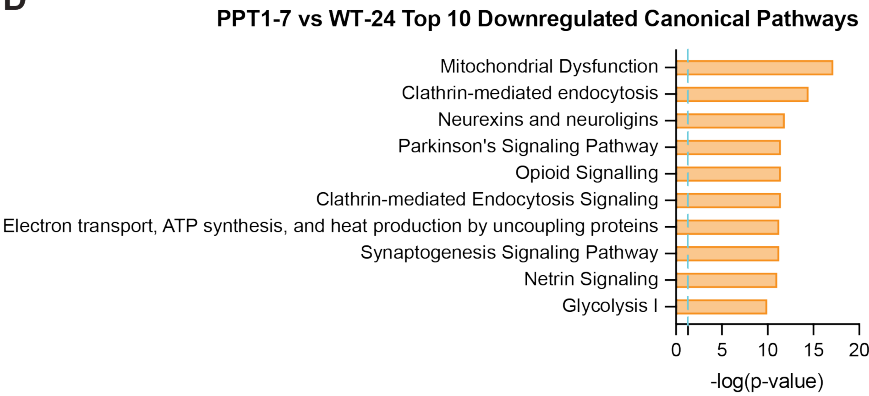 D
PPT1-7 vs WT-24 Top 10 Downregulated Canonical Pathways
Mitochondrial Dysfunction
Clathrin-mediated endocytosis
Neurexins and neuroligins
Parkinson's Signaling Pathway
Opioid Signalling
Clathrin-mediated Endocytosis Signaling
Electron transport, ATP synthesis, and heat production by uncoupling proteins
Synaptogenesis Signaling Pathway
Netrin Signaling
Glycolysis I
0 5 10 15 20
-log(p-value)